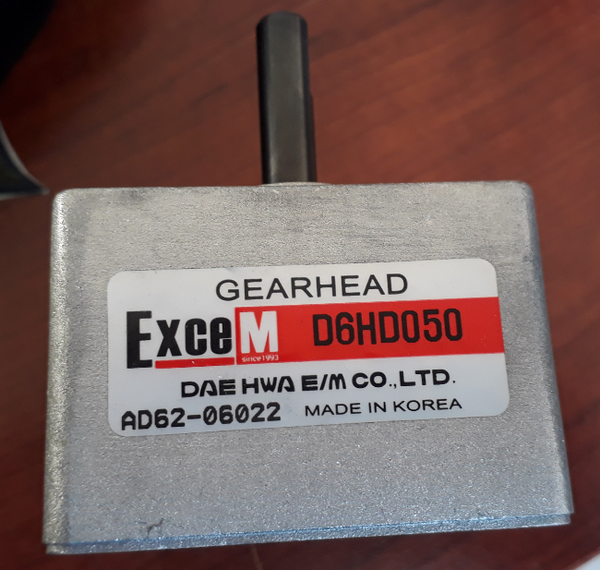 GEARHEAD
ExceM D6HD050
since1993
DAE HWA E/M CO.,LTD.
AD62-06022 MADE IN KOREA